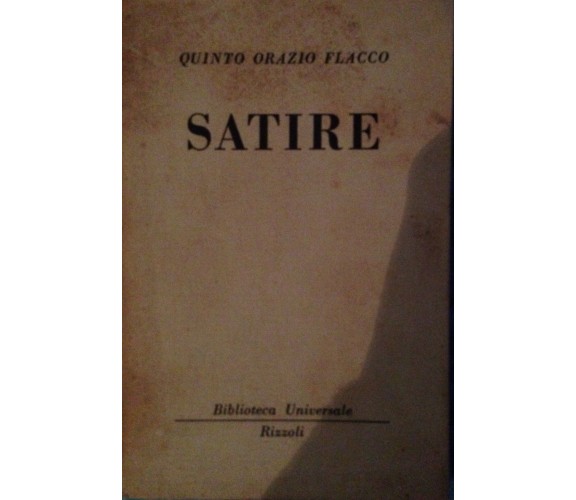 QUINTO ORAZIO FLACCO
SATIRE
Biblioteca Universale
Rizzoli